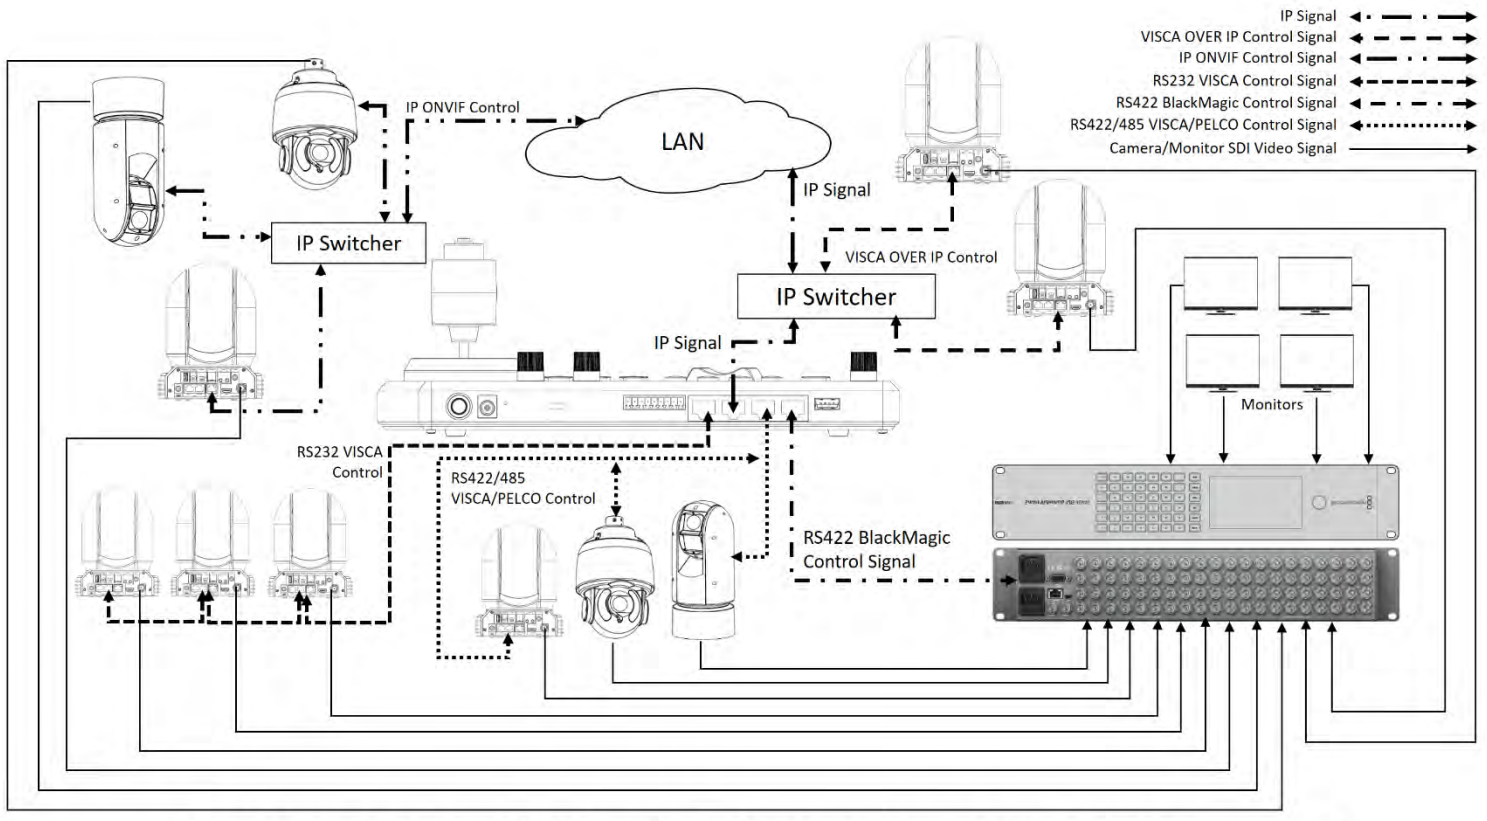 IP Signal
VISCA OVER IP Control Signal
IP ONVIF Control Signal
RS232 VISCA Control Signal
RS422 BlackMagic Control Signal
RS422/485 VISCA/PELCO Control Signal
Camera/Monitor SDI Video Signal
IP ONVIF Control
LAN
IP Signal
IP Switcher
VISCA OVER IP Control
IP Switcher
IP Signal
Monitors
RS232 VISCA
Control
RS422/485
VISCA/PELCO Control
RS422 BlackMagic
Control Signal